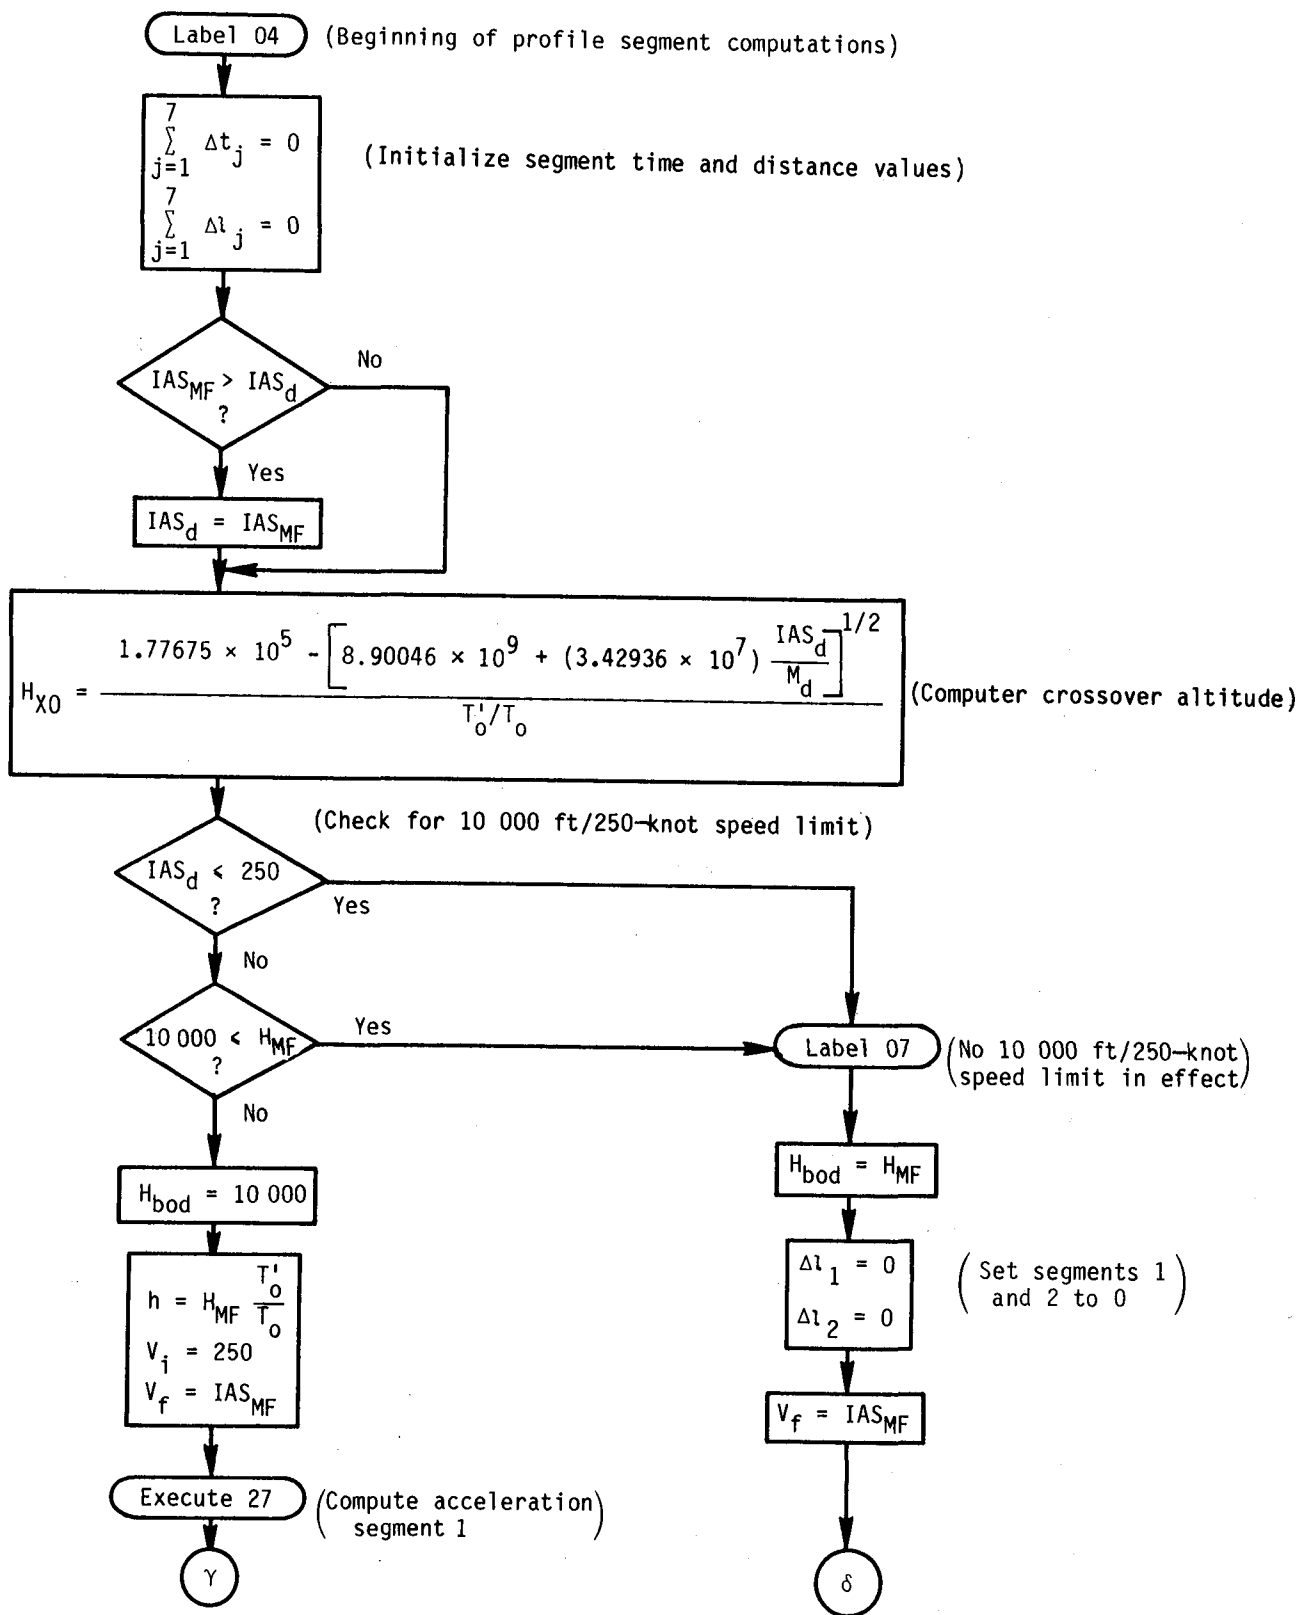 Label 04 (Beginning of profile segment computations)
7
∑ Δt_j = 0
j=1
(Initialize segment time and distance values)
7
∑ Δl_j = 0
j=1
IAS_MF > IAS_d
?
No
Yes
IAS_d = IAS_MF
H_XO = (1.77675 × 10^5 - [8.90046 × 10^9 + (3.42936 × 10^7) IAS_d/M_d]^1/2) / (T'_o/T_o)
(Computer crossover altitude)
(Check for 10 000 ft/250-knot speed limit)
IAS_d ≤ 250
?
Yes
No
10 000 ≤ H_MF
?
Yes
No
Label 07
(No 10 000 ft/250-knot
speed limit in effect)
H_bod = 10 000
H_bod = H_MF
h = H_MF T'_o/T_o
V_i = 250
V_f = IAS_MF
Δl_1 = 0
Δl_2 = 0
(Set segments 1
and 2 to 0)
V_f = IAS_MF
Execute 27
(Compute acceleration
segment 1)
γ
δ